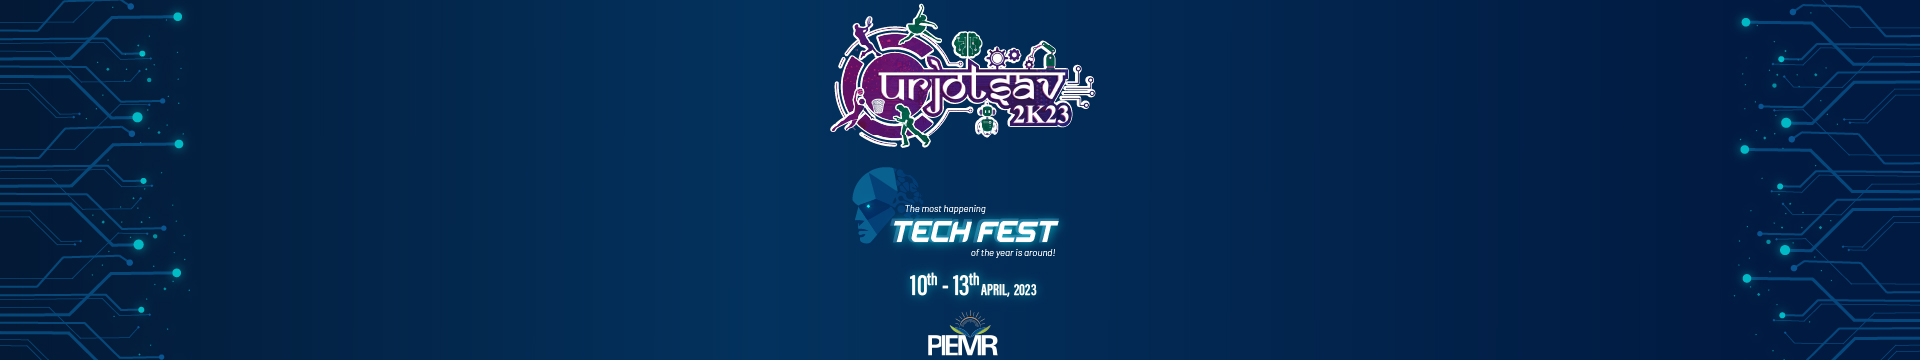 urjotsav
2K23
The most happening
TECH FEST
of the year is around!
10th - 13th APRIL, 2023
PIEMR